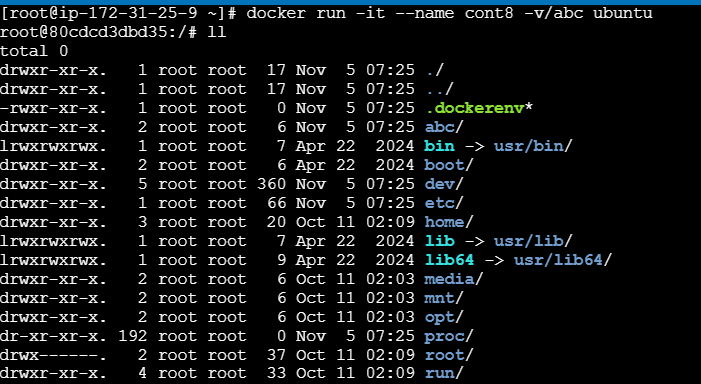 [root@ip-172-31-25-9 ~]# docker run -it --name cont8 -v/abc ubuntu
root@80cdcd3dbd35:/# ll
total 0
drwxr-xr-x.   1 root root  17 Nov  5 07:25 ./
drwxr-xr-x.   1 root root  17 Nov  5 07:25 ../
-rwxr-xr-x.   1 root root   0 Nov  5 07:25 .dockerenv*
drwxr-xr-x.   2 root root   6 Nov  5 07:25 abc/
lrwxrwxrwx.   1 root root   7 Apr 22  2024 bin -> usr/bin/
drwxr-xr-x.   2 root root   6 Apr 22  2024 boot/
drwxr-xr-x.   5 root root 360 Nov  5 07:25 dev/
drwxr-xr-x.   1 root root  66 Nov  5 07:25 etc/
drwxr-xr-x.   3 root root  20 Oct 11 02:09 home/
lrwxrwxrwx.   1 root root   7 Apr 22  2024 lib -> usr/lib/
lrwxrwxrwx.   1 root root   9 Apr 22  2024 lib64 -> usr/lib64/
drwxr-xr-x.   2 root root   6 Oct 11 02:03 media/
drwxr-xr-x.   2 root root   6 Oct 11 02:03 mnt/
drwxr-xr-x.   2 root root   6 Oct 11 02:03 opt/
dr-xr-xr-x. 192 root root   0 Nov  5 07:25 proc/
drwx------.   2 root root  37 Oct 11 02:09 root/
drwxr-xr-x.   4 root root  33 Oct 11 02:09 run/